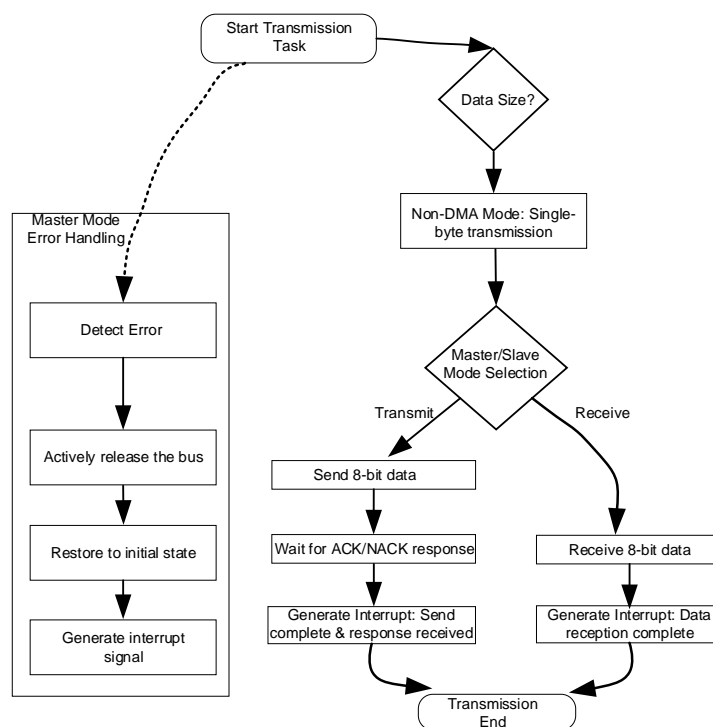 Start Transmission
Task
Data Size?
Non-DMA Mode: Single-
byte transmission
Master Mode
Error Handling
Detect Error
Actively release the bus
Restore to initial state
Generate interrupt
signal
Master/Slave
Mode Selection
Transmit
Receive
Send 8-bit data
Wait for ACK/NACK response
Generate Interrupt: Send
complete & response received
Receive 8-bit data
Generate Interrupt: Data
reception complete
Transmission
End